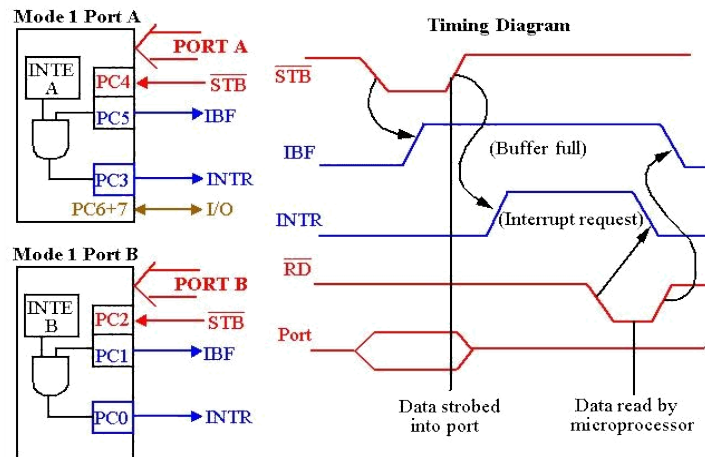 Mode 1 Port A
PORT A
INTE
A
PC4
STB
PC5
IBF
PC3
INTR
PC6+7
I/O
Mode 1 Port B
PORT B
INTE
B
PC2
STB
PC1
IBF
PC0
INTR
Timing Diagram
STB
IBF
(Buffer full)
INTR
(Interrupt request)
RD
Port
Data strobed
into port
Data read by
microprocessor